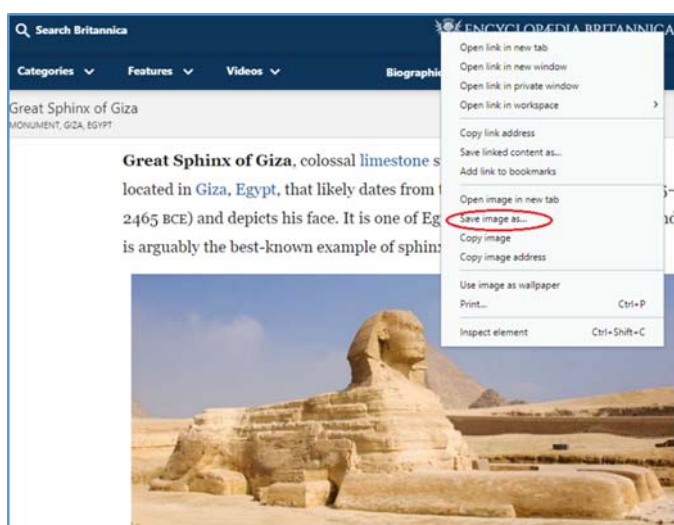 Search Britannica
ENCYCLOPÆDIA BRITANNICA
Categories Features Videos Biographie
Great Sphinx of Giza
MONUMENT, GIZA, EGYPT
Great Sphinx of Giza, colossal limestone s
located in Giza, Egypt, that likely dates from
2465 BCE) and depicts his face. It is one of Eg
is arguably the best-known example of sphin
Open link in new tab
Open link in new window
Open link in private window
Open link in workspace
Copy link address
Save linked content as...
Add link to bookmarks
Open image in new tab
Save image as...
Copy image
Copy image address
Use image as wallpaper
Print... Ctrl+P
Inspect element Ctrl+Shift+C